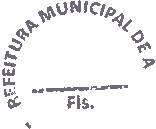 REFEITURA MUNICIPAL DE A
Fls.